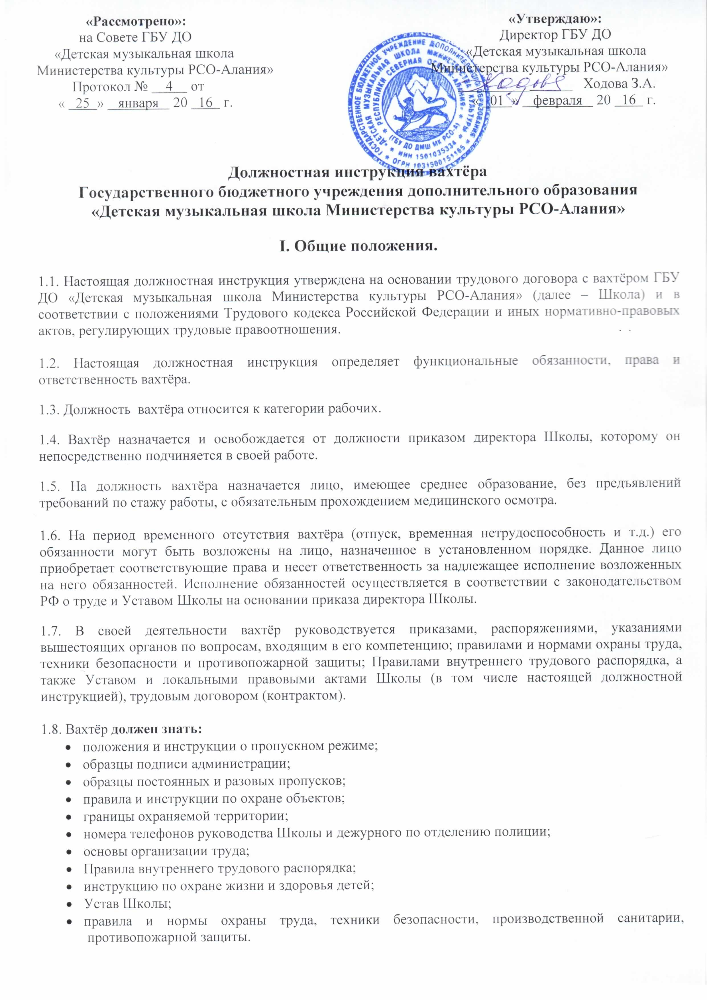 «Рассмотрено»:
на Совете ГБУ ДО
«Детская музыкальная школа
Министерства культуры РСО-Алания»
Протокол № 4 от
« 25 » января 20 16 г.
«Утверждаю»:
Директор ГБУ ДО
«Детская музыкальная школа
Министерства культуры РСО-Алания»
Ходова Ходова З.А.
« 01 » февраля 20 16 г.
ГОСУДАРСТВЕННОЕ БЮДЖЕТНОЕ УЧРЕЖДЕНИЕ ДОПОЛНИТЕЛЬНОГО ОБРАЗОВАНИЯ * ОГРН 1031500151165 *
«ДЕТСКАЯ МУЗЫКАЛЬНАЯ ШКОЛА МИНИСТЕРСТВА КУЛЬТУРЫ * ИНН 1501035334 *
РЕСПУБЛИКИ СЕВЕРНАЯ ОСЕТИЯ-АЛАНИЯ» * (ГБУ ДО ДМШ МК РСО-А) *
Должностная инструкция вахтёра
Государственного бюджетного учреждения дополнительного образования
«Детская музыкальная школа Министерства культуры РСО-Алания»
I. Общие положения.
1.1. Настоящая должностная инструкция утверждена на основании трудового договора с вахтёром ГБУ
ДО «Детская музыкальная школа Министерства культуры РСО-Алания» (далее – Школа) и в
соответствии с положениями Трудового кодекса Российской Федерации и иных нормативно-правовых
актов, регулирующих трудовые правоотношения.
1.2. Настоящая должностная инструкция определяет функциональные обязанности, права и
ответственность вахтёра.
1.3. Должность вахтёра относится к категории рабочих.
1.4. Вахтёр назначается и освобождается от должности приказом директора Школы, которому он
непосредственно подчиняется в своей работе.
1.5. На должность вахтёра назначается лицо, имеющее среднее образование, без предъявлений
требований по стажу работы, с обязательным прохождением медицинского осмотра.
1.6. На период временного отсутствия вахтёра (отпуск, временная нетрудоспособность и т.д.) его
обязанности могут быть возложены на лицо, назначенное в установленном порядке. Данное лицо
приобретает соответствующие права и несет ответственность за надлежащее исполнение возложенных
на него обязанностей. Исполнение обязанностей осуществляется в соответствии с законодательством
РФ о труде и Уставом Школы на основании приказа директора Школы.
1.7. В своей деятельности вахтёр руководствуется приказами, распоряжениями, указаниями
вышестоящих органов по вопросам, входящим в его компетенцию; правилами и нормами охраны труда,
техники безопасности и противопожарной защиты; Правилами внутреннего трудового распорядка, а
также Уставом и локальными правовыми актами Школы (в том числе настоящей должностной
инструкцией), трудовым договором (контрактом).
1.8. Вахтёр должен знать:
• положения и инструкции о пропускном режиме;
• образцы подписи администрации;
• образцы постоянных и разовых пропусков;
• правила и инструкции по охране объектов;
• границы охраняемой территории;
• номера телефонов руководства Школы и дежурного по отделению полиции;
• основы организации труда;
• Правила внутреннего трудового распорядка;
• инструкцию по охране жизни и здоровья детей;
• Устав Школы;
• правила и нормы охраны труда, техники безопасности, производственной санитарии,
противопожарной защиты.